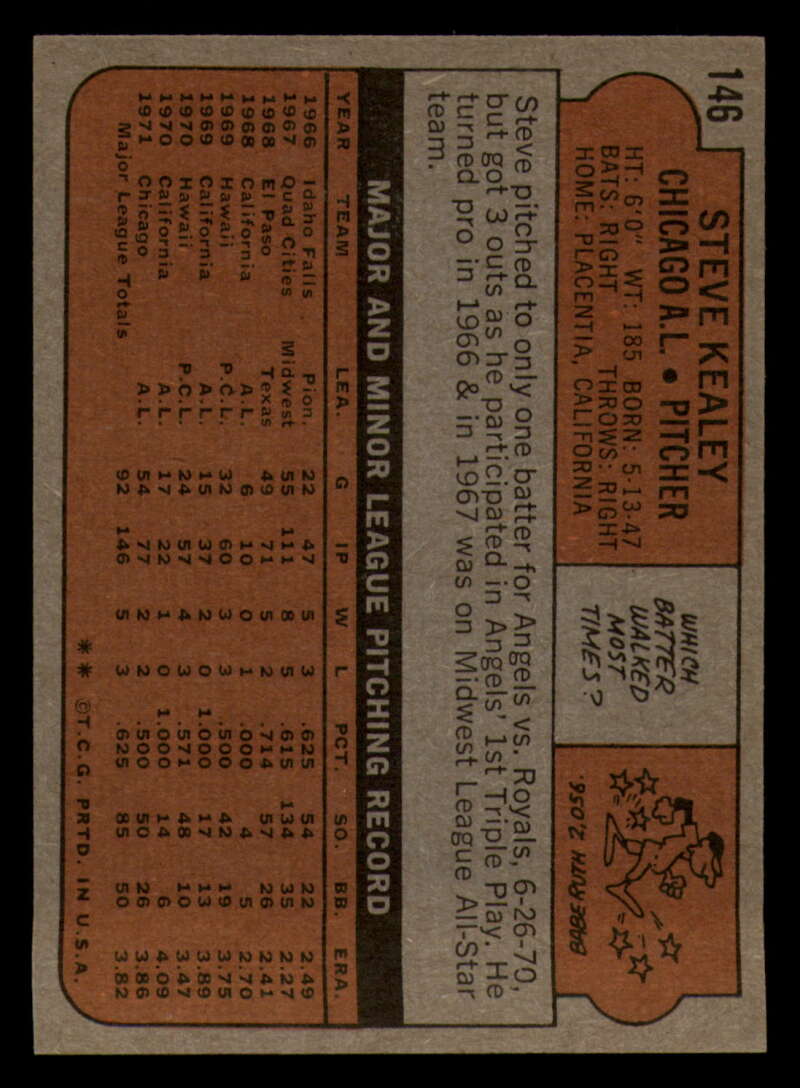 146
STEVE KEALEY
CHICAGO A.L. • PITCHER
HT: 6'0" WT: 185 BORN: 5-13-47
BATS: RIGHT THROWS: RIGHT
HOME: PLACENTIA, CALIFORNIA
WHICH
BATTER
WALKED
MOST
TIMES?
BABE RUTH 2,056.
Steve pitched to only one batter for Angels vs. Royals, 6-26-70,
but got 3 outs as he participated in Angels' 1st Triple Play. He
turned pro in 1966 & in 1967 was on Midwest League All-Star
team.
MAJOR AND MINOR LEAGUE PITCHING RECORD
YEAR TEAM LEA. G IP W L PCT. SO. BB. ERA.
1966 Idaho Falls Pion. 22 47 5 3 .625 54 22 2.49
1967 Quad Cities Midwest 55 111 8 5 .615 134 35 2.27
1968 El Paso Texas 49 71 5 2 .714 57 26 2.41
1968 California A.L. 6 10 0 1 .000 4 5 2.70
1969 Hawaii P.C.L. 32 60 3 3 .500 42 19 3.75
1969 California A.L. 15 37 2 0 1.000 17 13 3.89
1970 Hawaii P.C.L. 24 57 4 3 .571 48 10 3.47
1970 California A.L. 17 22 1 0 1.000 14 6 4.09
1971 Chicago A.L. 54 77 2 2 .500 50 26 3.86
Major League Totals 92 146 5 3 .625 85 50 3.82
** ©T.C.G. PRTD. IN U.S.A.